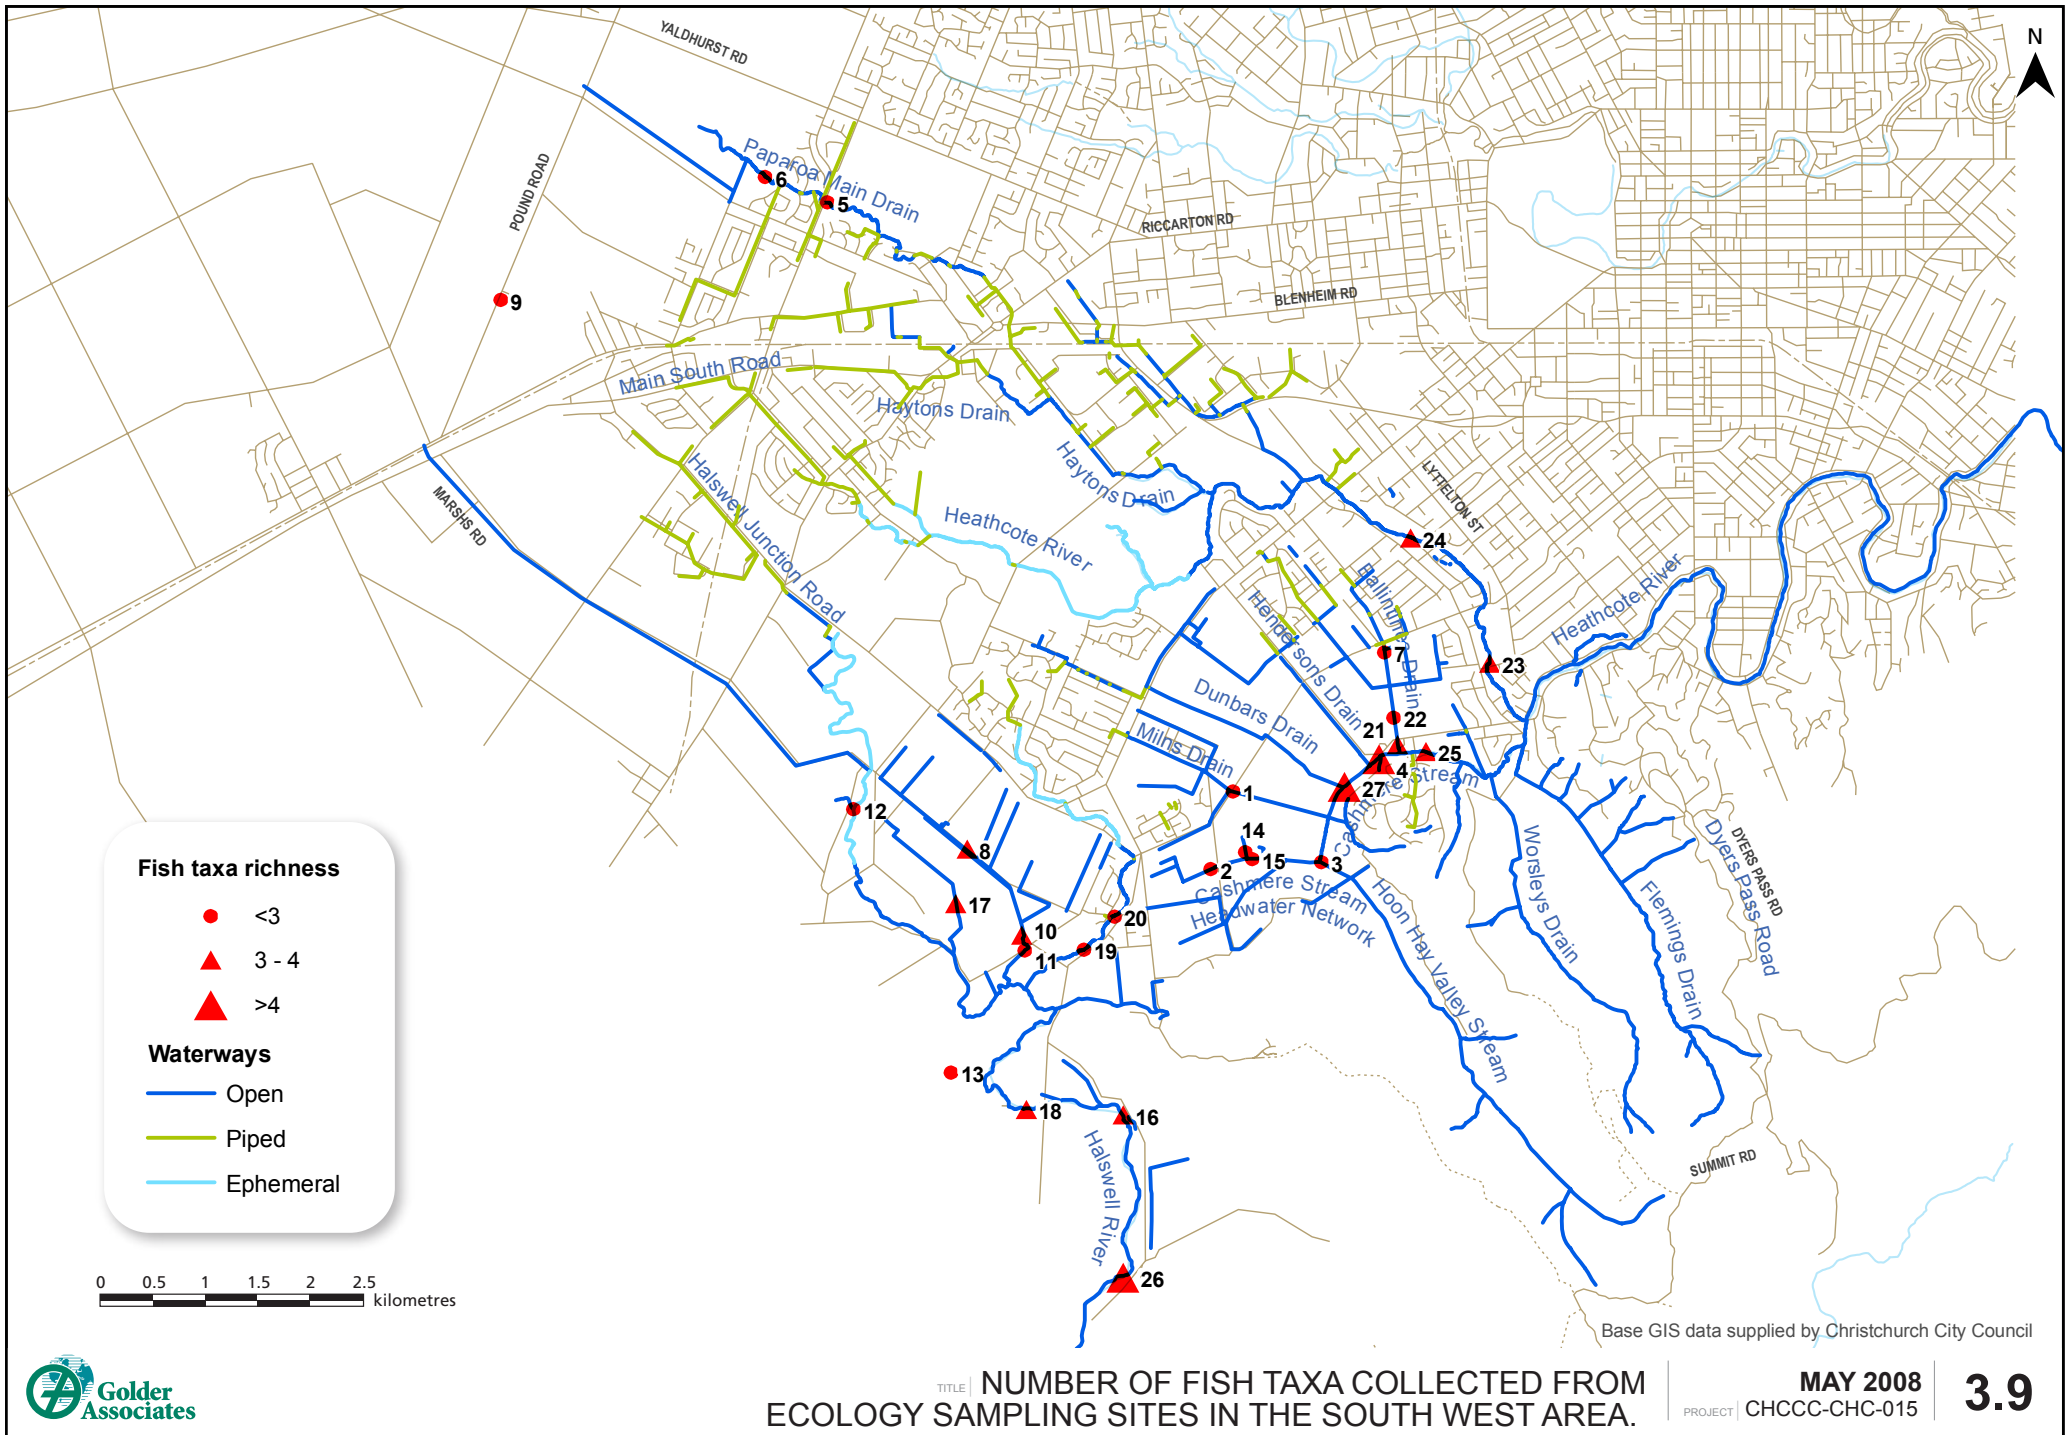 YALDHURST RD
N
Paparoa Main Drain
6
5
POUND ROAD
RICCARTON RD
9
BLENHEIM RD
Main South Road
Haytons Drain
Haytons Drain
Halswell Junction Road
MARSHS RD
LYTTELTON ST
Heathcote River
24
Ballintines Drain
Hendersons Drain
Heathcote River
7
23
Dunbars Drain
22
21
Milns Drain
25
4
Cashmere Stream
27
1
12
8
14
15
2
3
Cashmere Stream
Headwater Network
Worsleys Drain
Dyers Pass Road
DYERS PASS RD
Flemings Drain
Hoon Hay Valley Stream
17
20
10
19
11
13
18
16
Halswell River
SUMMIT RD
26
Fish taxa richness
<3
3 - 4
>4
Waterways
Open
Piped
Ephemeral
0 0.5 1 1.5 2 2.5
kilometres
Base GIS data supplied by Christchurch City Council
Golder
Associates
TITLE NUMBER OF FISH TAXA COLLECTED FROM
ECOLOGY SAMPLING SITES IN THE SOUTH WEST AREA.
MAY 2008
PROJECT CHCCC-CHC-015
3.9